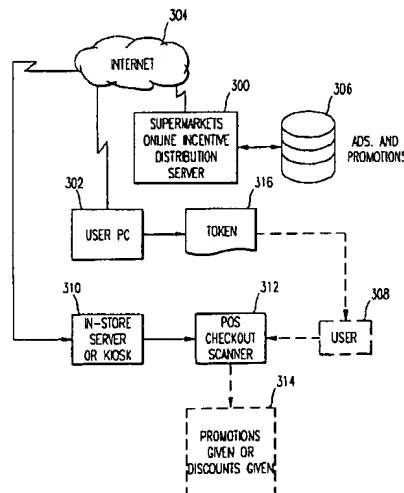 304
INTERNET
300
306
SUPERMARKETS
ONLINE INCENTIVE
DISTRIBUTION
SERVER
ADS. AND
PROMOTIONS
302
316
USER PC
TOKEN
310
312
308
IN-STORE
SERVER
OR KIOSK
POS
CHECKOUT
SCANNER
USER
314
PROMOTIONS
GIVEN OR
DISCOUNTS GIVEN